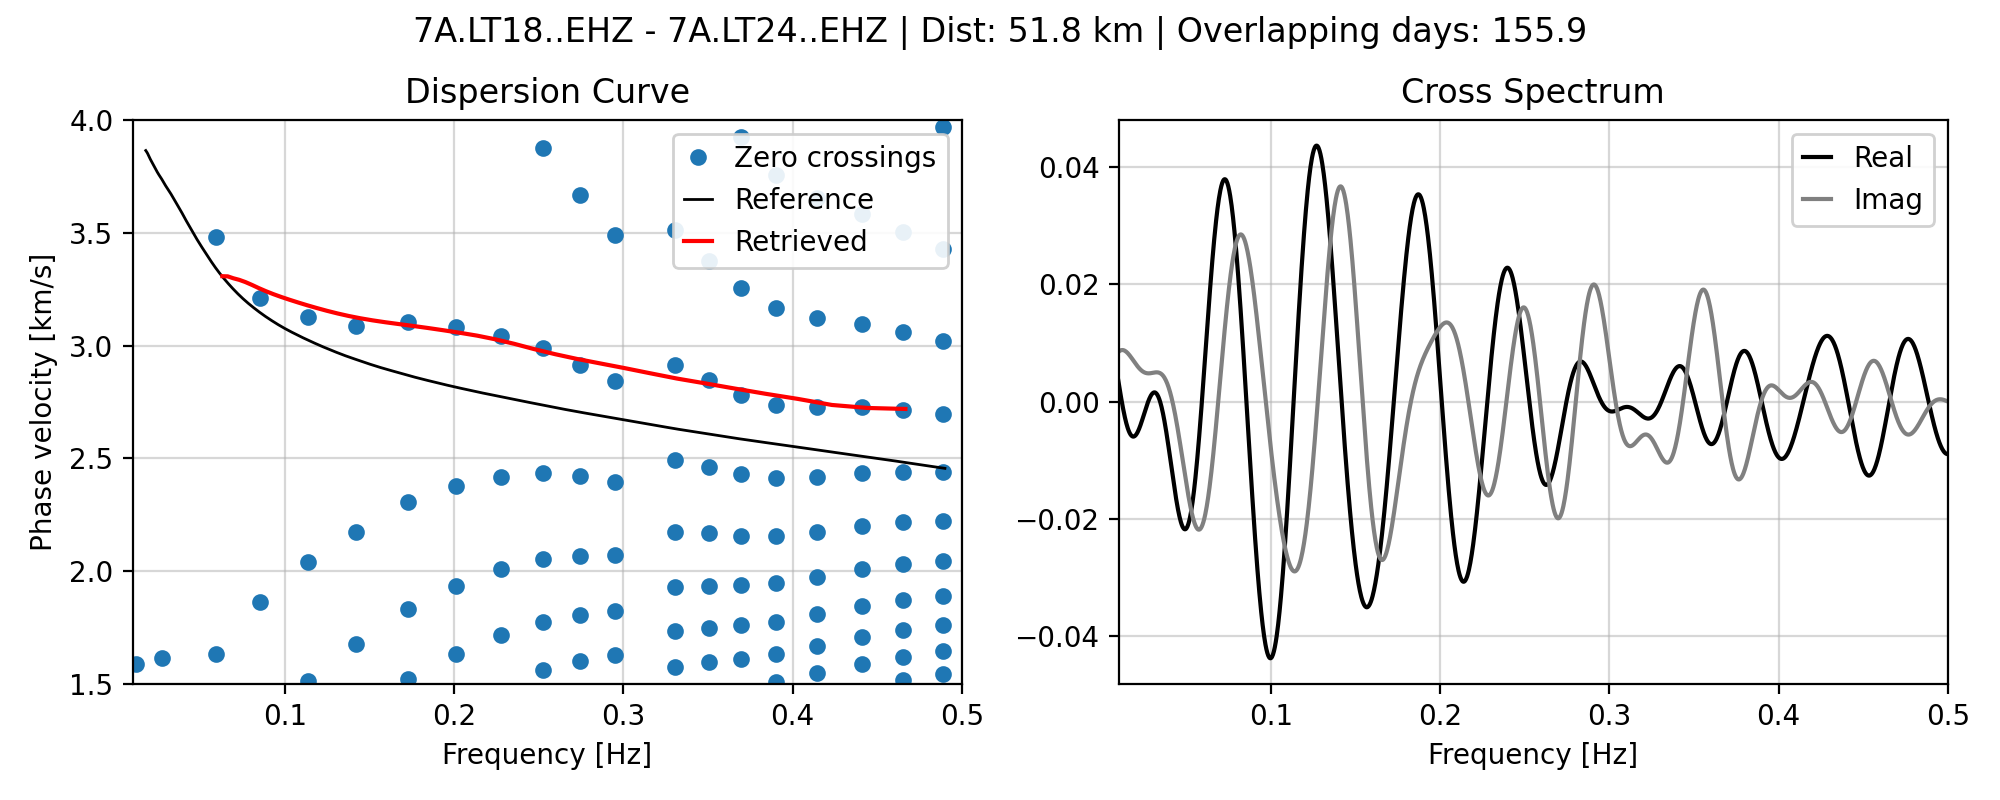 7A.LT18..EHZ - 7A.LT24..EHZ | Dist: 51.8 km | Overlapping days: 155.9
Dispersion Curve
4.0
3.5
3.0
2.5
2.0
1.5
Phase velocity [km/s]
Zero crossings
Reference
Retrieved
0.1
0.2
0.3
0.4
0.5
Frequency [Hz]
Cross Spectrum
0.04
0.02
0.00
−0.02
−0.04
Real
Imag
0.1
0.2
0.3
0.4
0.5
Frequency [Hz]